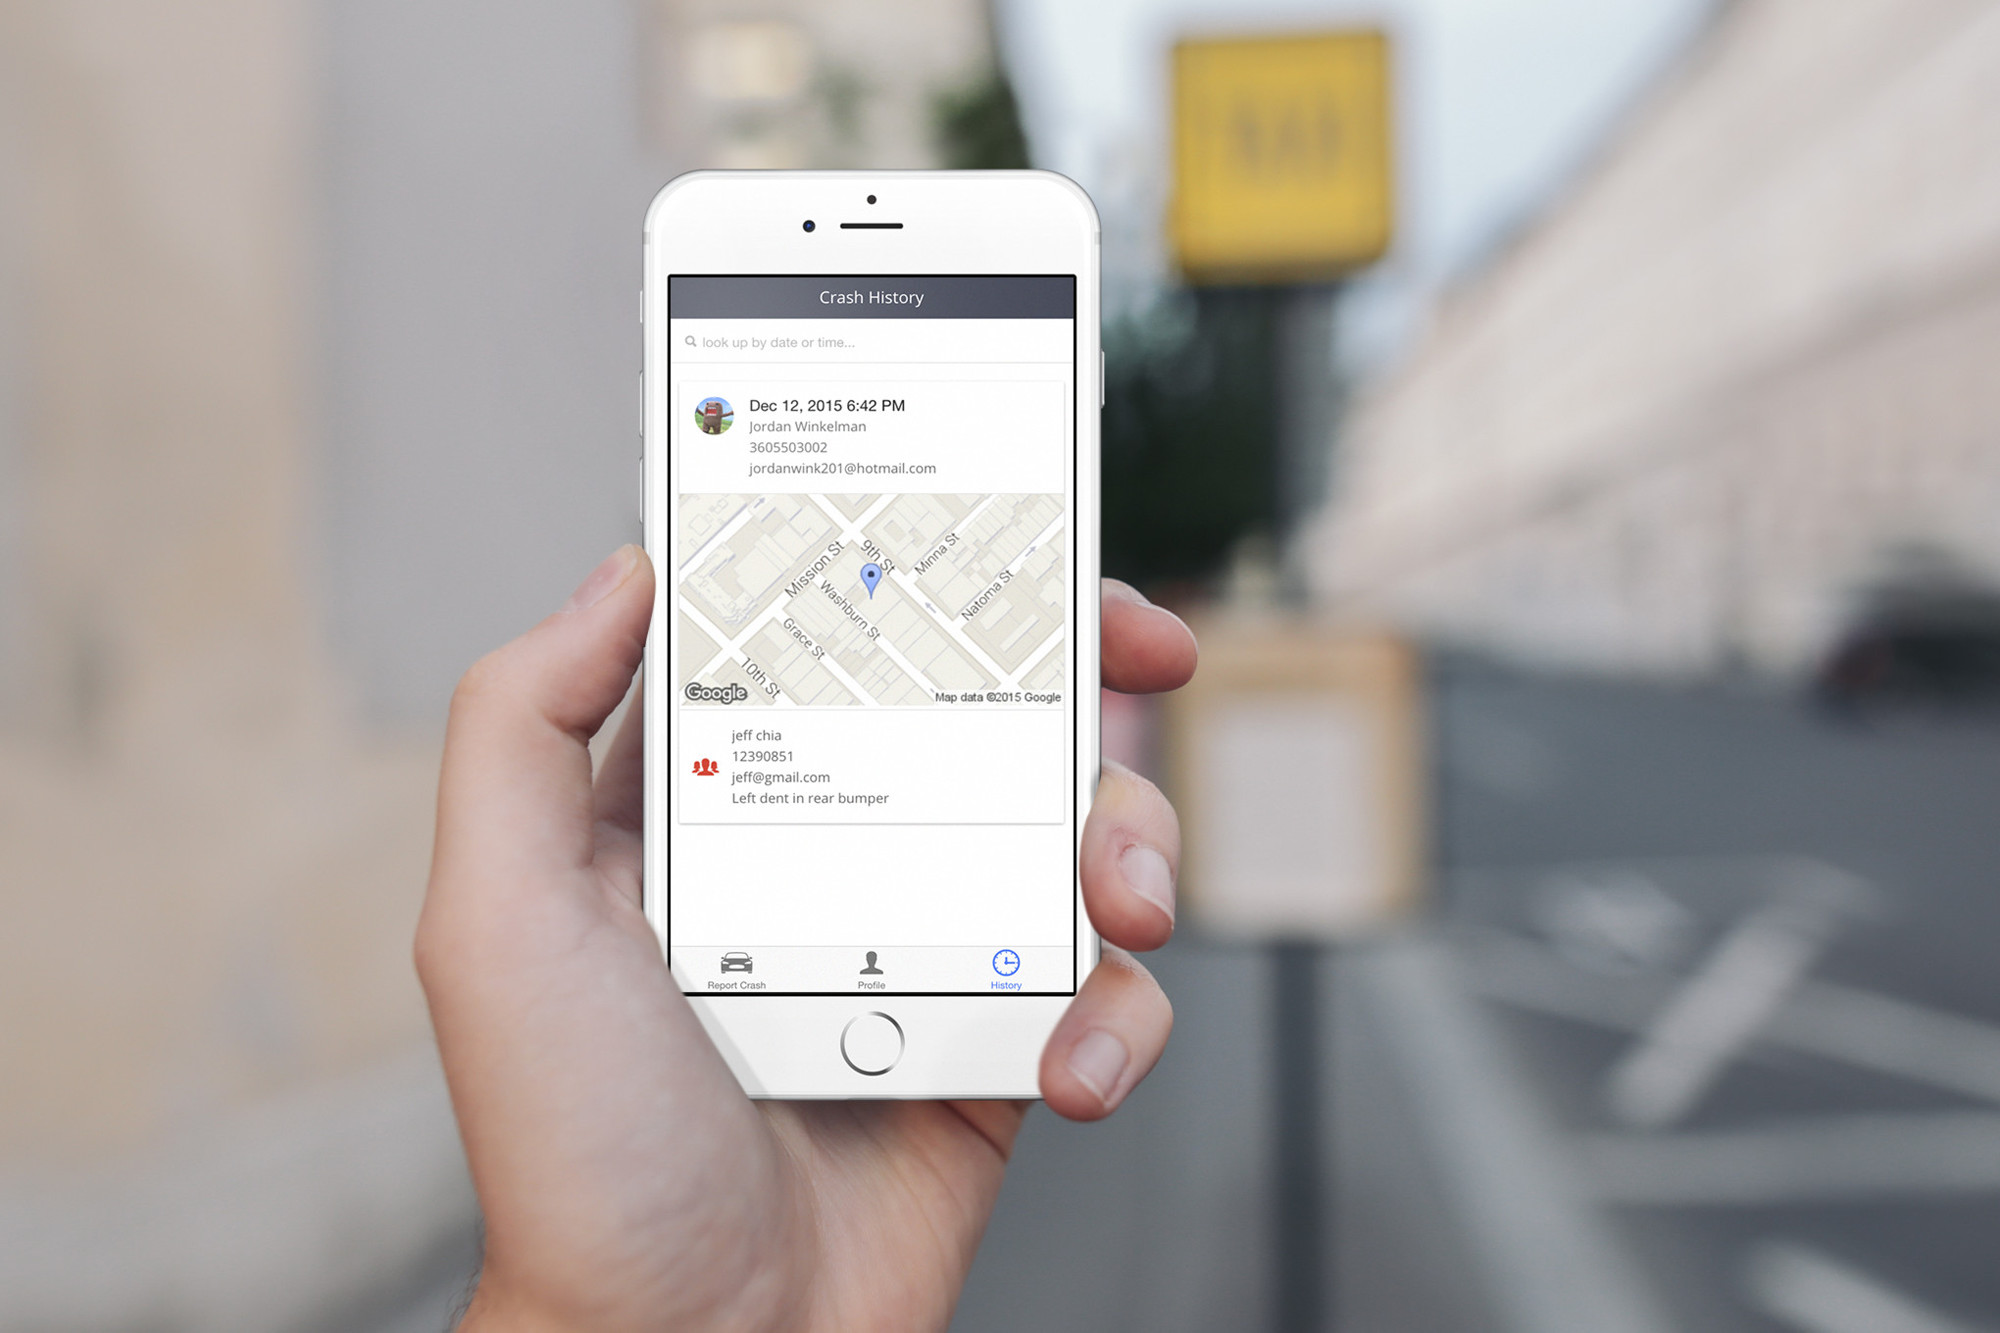 Crash History
look up by date or time...
Dec 12, 2015 6:42 PM
Jordan Winkelman
3605503002
jordanwink201@hotmail.com
Mission St
9th St
Minna St
Washburn St
Natoma St
Grace St
10th St
Google
Map data ©2015 Google
jeff chia
12390851
jeff@gmail.com
Left dent in rear bumper
Report Crash
Profile
History